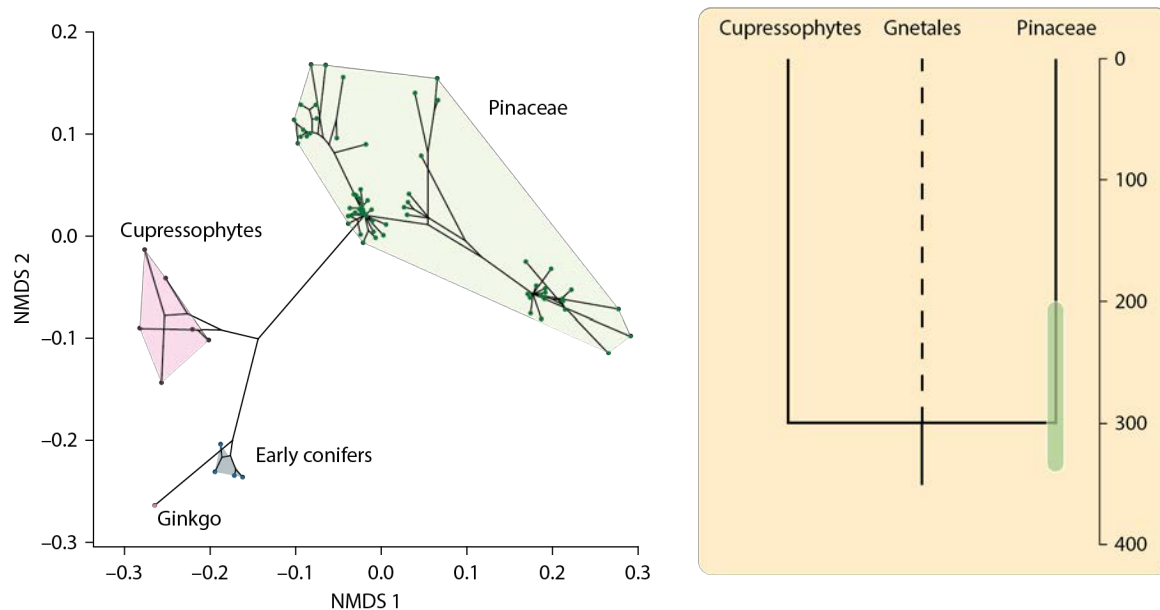 0.2
0.1
0.0
–0.1
–0.2
–0.3
NMDS 2
Pinaceae
Cupressophytes
Early conifers
Ginkgo
–0.3 –0.2 –0.1 0.0 0.1 0.2 0.3
NMDS 1
Cupressophytes Gnetales Pinaceae
0
100
200
300
400